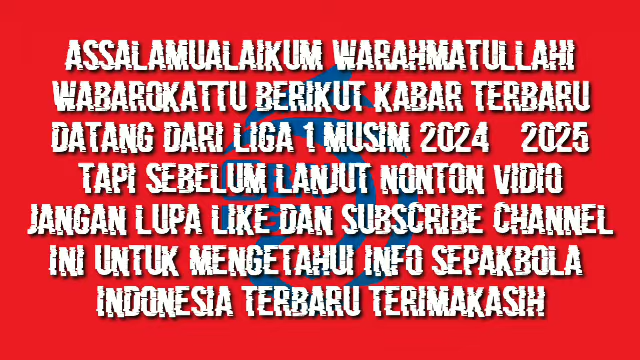 ASSALAMUALAIKUM WARAHMATULLAHI
WABAROKATTU BERIKUT KABAR TERBARU
DATANG DARI LIGA 1 MUSIM 2024 2025
TAPI SEBELUM LANJUT NONTON VIDIO
JANGAN LUPA LIKE DAN SUBSCRIBE CHANNEL
INI UNTUK MENGETAHUI INFO SEPAKBOLA
INDONESIA TERBARU TERIMAKASIH